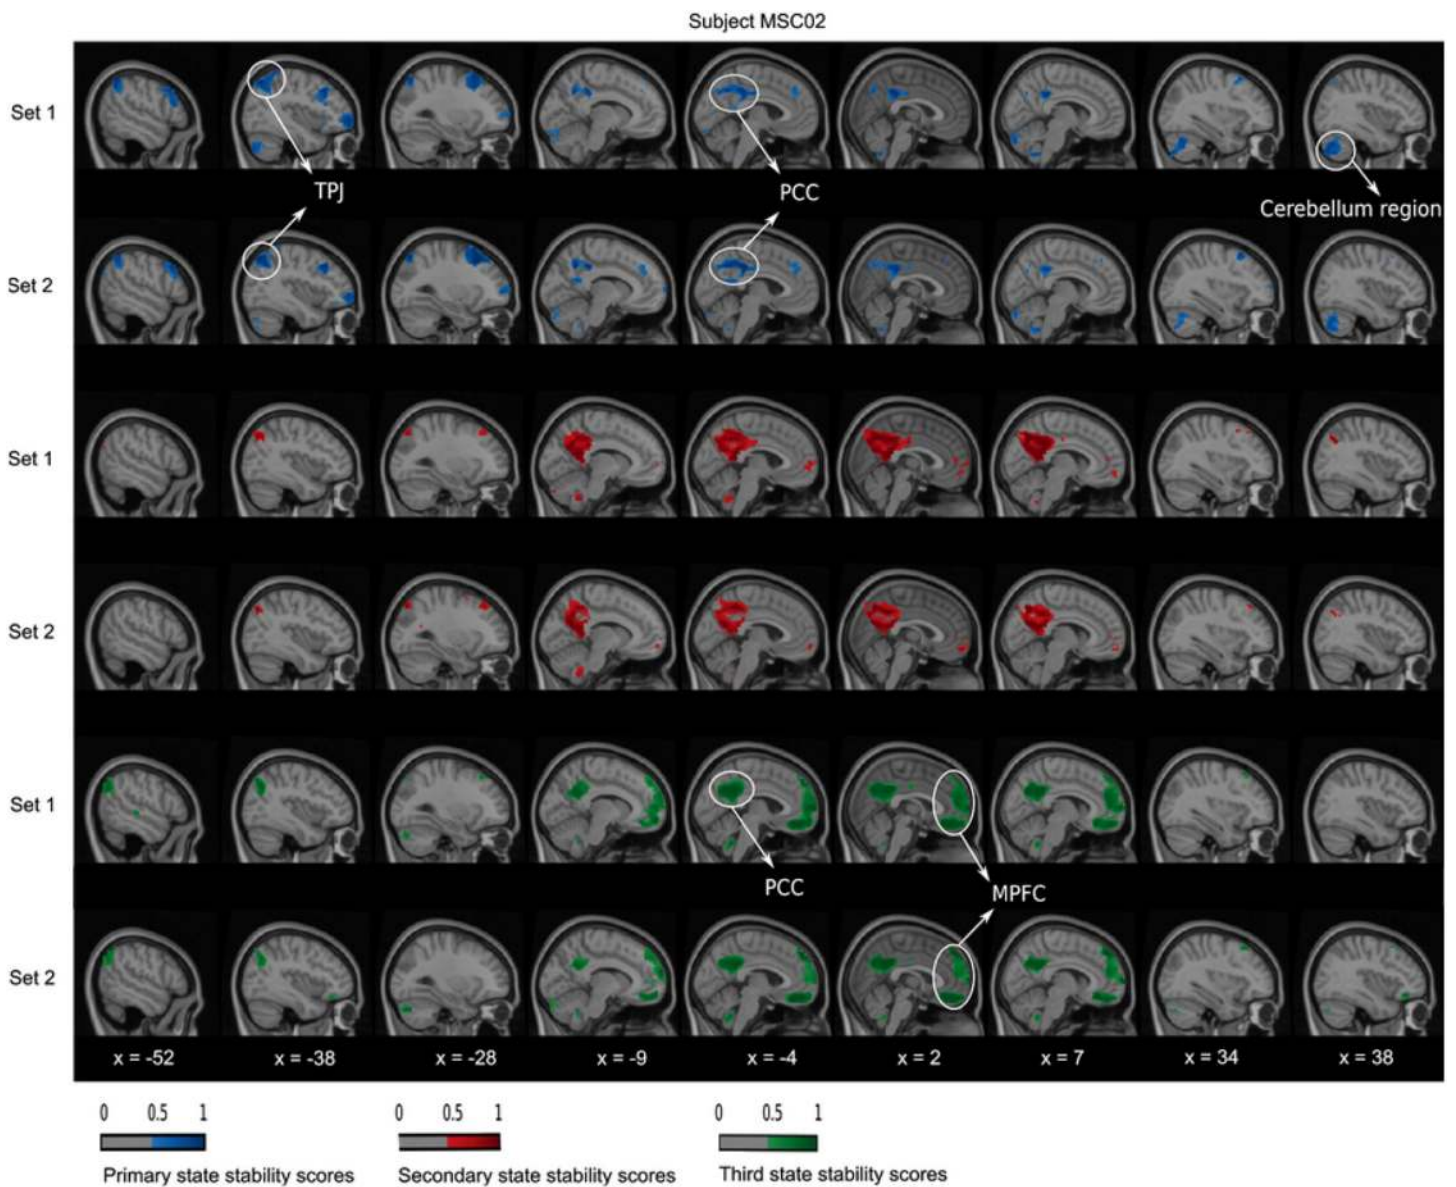 Subject MSC02
Set 1
TPJ
PCC
Cerebellum region
Set 2
Set 1
Set 2
Set 1
PCC
MPFC
Set 2
x = -52 x = -38 x = -28 x = -9 x = -4 x = 2 x = 7 x = 34 x = 38
0 0.5 1 0 0.5 1 0 0.5 1
Primary state stability scores Secondary state stability scores Third state stability scores